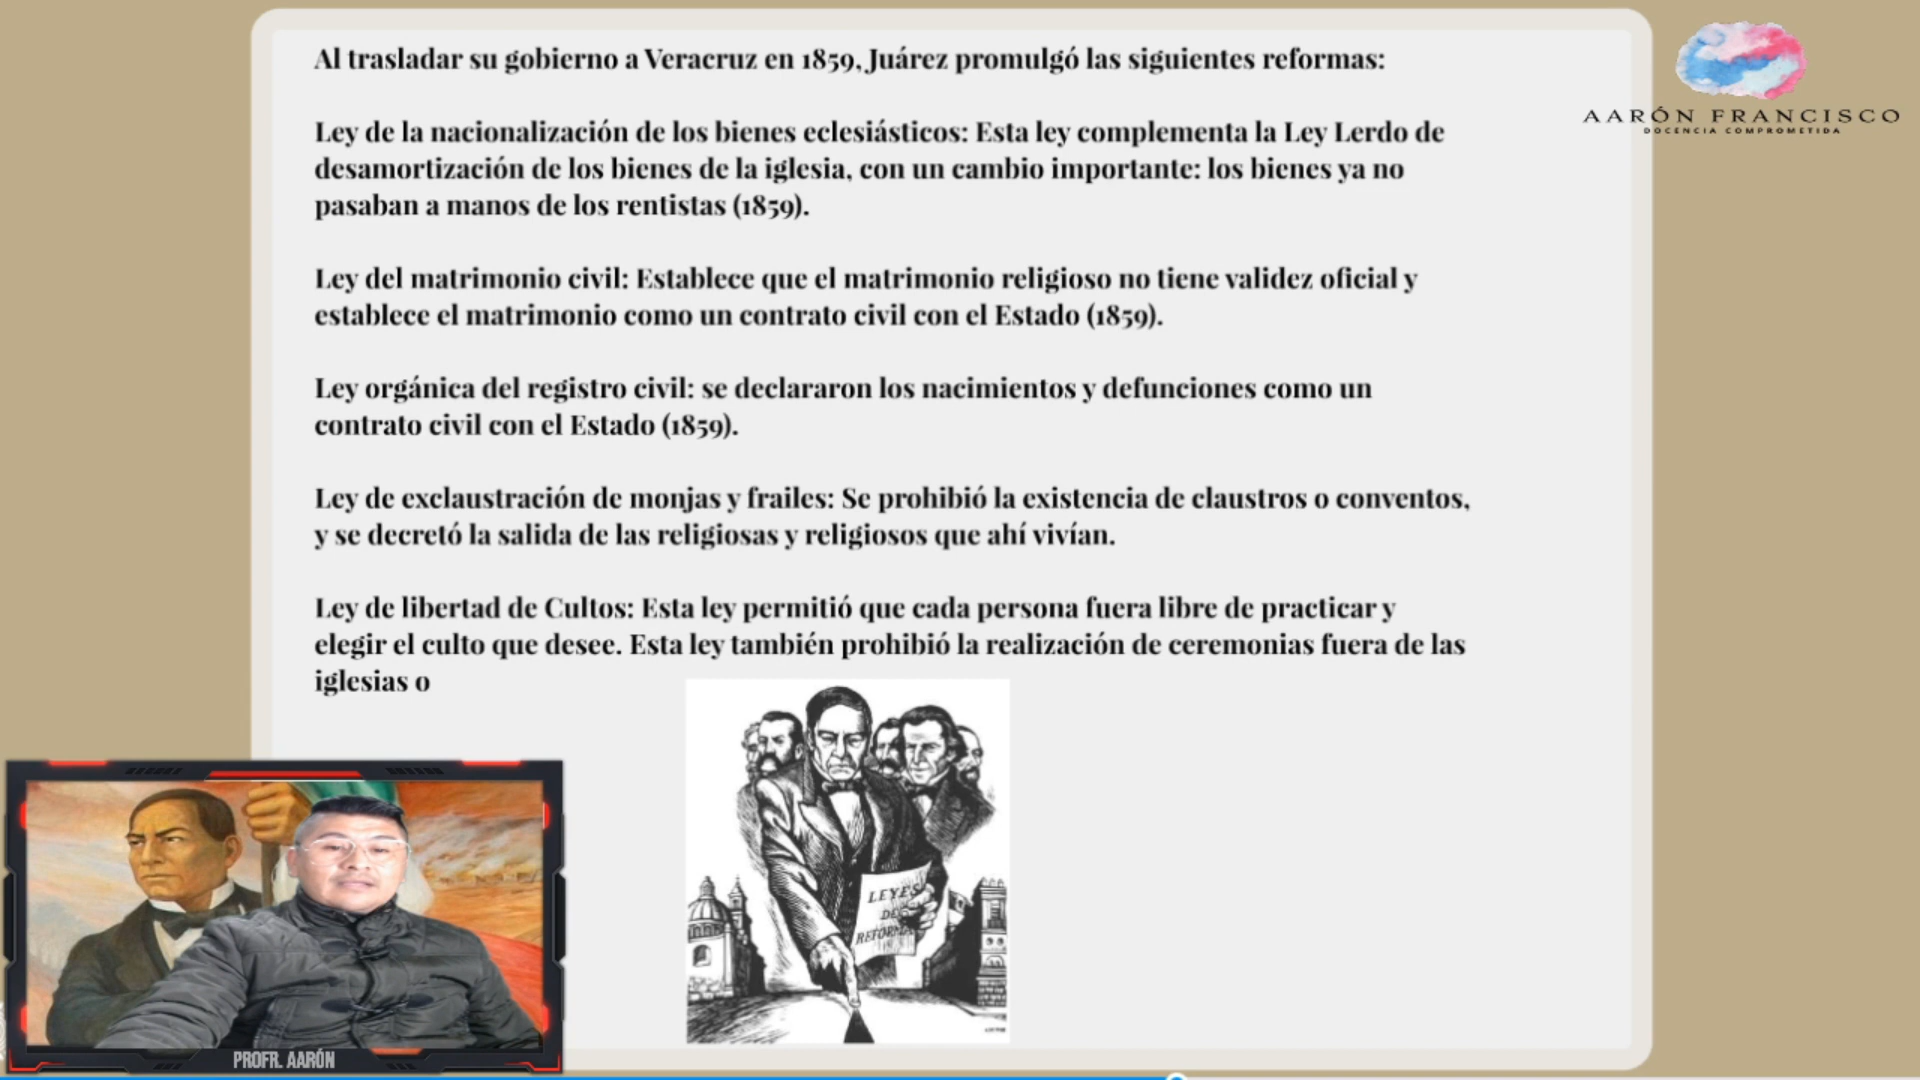 Al trasladar su gobierno a Veracruz en 1859, Juárez promulgó las siguientes reformas:
Ley de la nacionalización de los bienes eclesiásticos: Esta ley complementa la Ley Lerdo de
desamortización de los bienes de la iglesia, con un cambio importante: los bienes ya no
pasaban a manos de los rentistas (1859).
Ley del matrimonio civil: Establece que el matrimonio religioso no tiene validez oficial y
establece el matrimonio como un contrato civil con el Estado (1859).
Ley orgánica del registro civil: se declararon los nacimientos y defunciones como un
contrato civil con el Estado (1859).
Ley de exclaustración de monjas y frailes: Se prohibió la existencia de claustros o conventos,
y se decretó la salida de las religiosas y religiosos que ahí vivían.
Ley de libertad de Cultos: Esta ley permitió que cada persona fuera libre de practicar y
elegir el culto que desee. Esta ley también prohibió la realización de ceremonias fuera de las
iglesias o
AARÓN FRANCISCO
DOCENCIA COMPROMETIDA
LEYES
DE
REFORMA
PROFR. AARÓN